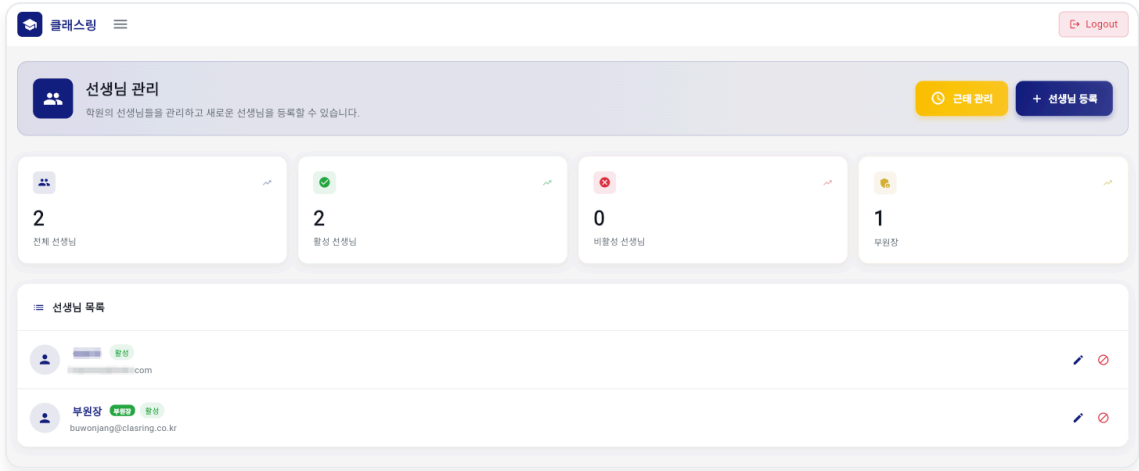 클래스링
Logout
선생님 관리
학원의 선생님들을 관리하고 새로운 선생님을 등록할 수 있습니다.
근태 관리
+ 선생님 등록
2
전체 선생님
2
활성 선생님
0
비활성 선생님
1
부원장
선생님 목록
활성
com
부원장 부원장 활성
buwonjang@clasring.co.kr